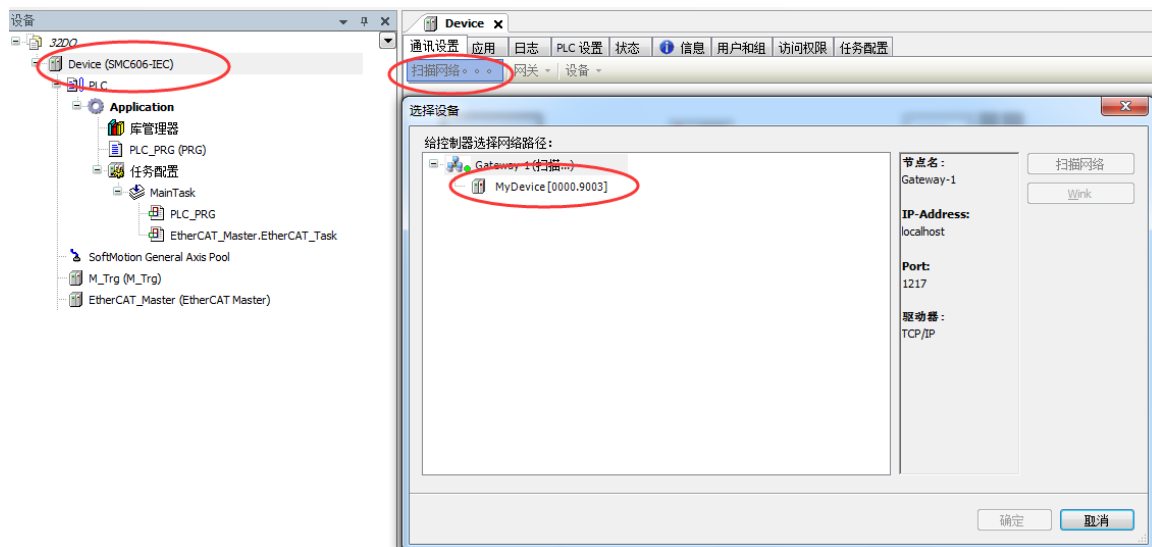 设备
32DO
Device (SMC606-IEC)
PLC
Application
库管理器
PLC_PRG (PRG)
任务配置
MainTask
PLC_PRG
EtherCAT_Master.EtherCAT_Task
SoftMotion General Axis Pool
M_Trg (M_Trg)
EtherCAT_Master (EtherCAT Master)
Device
通讯设置 应用 日志 PLC 设置 状态 信息 用户和组 访问权限 任务配置
扫描网络。。。 网关 设备
选择设备
给控制器选择网络路径:
Gateway-1 (扫描...)
MyDevice [0000.9003]
节点名:
Gateway-1
IP-Address:
localhost
Port:
1217
驱动器:
TCP/IP
扫描网络
Wink
确定 取消